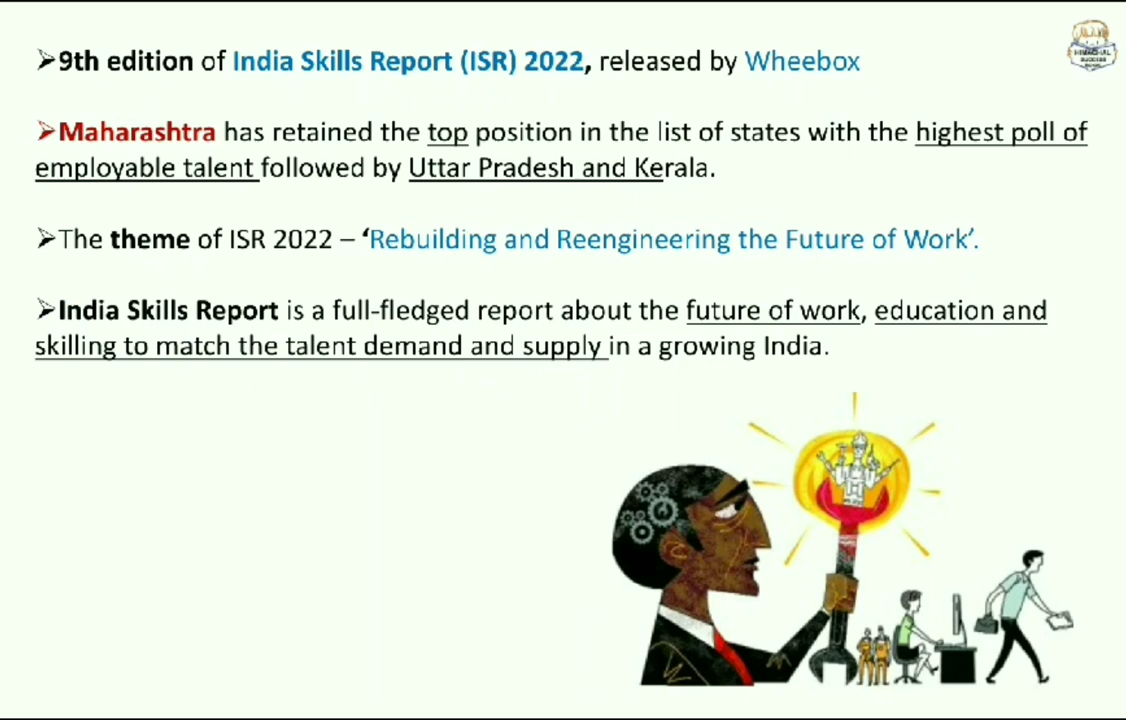 ➢9th edition of India Skills Report (ISR) 2022, released by Wheebox
➢Maharashtra has retained the top position in the list of states with the highest poll of
employable talent followed by Uttar Pradesh and Kerala.
➢The theme of ISR 2022 – ‘Rebuilding and Reengineering the Future of Work’.
➢India Skills Report is a full-fledged report about the future of work, education and
skilling to match the talent demand and supply in a growing India.
HIMACHAL
SUCCESS